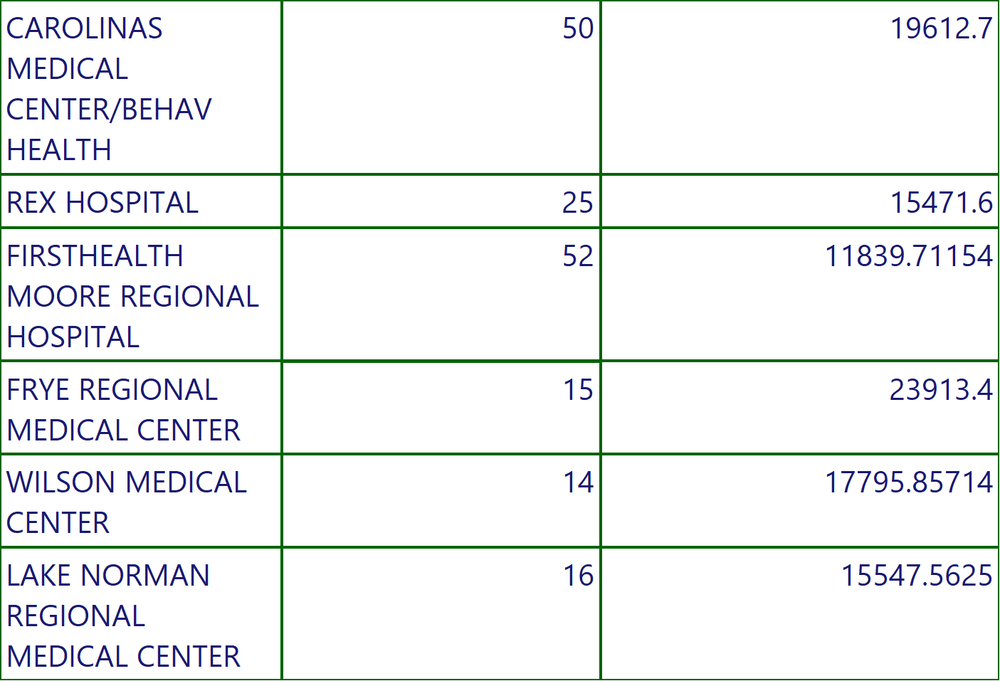 CAROLINAS 50 19612.7
MEDICAL
CENTER/BEHAV
HEALTH
REX HOSPITAL 25 15471.6
FIRSTHEALTH 52 11839.71154
MOORE REGIONAL
HOSPITAL
FRYE REGIONAL 15 23913.4
MEDICAL CENTER
WILSON MEDICAL 14 17795.85714
CENTER
LAKE NORMAN 16 15547.5625
REGIONAL
MEDICAL CENTER